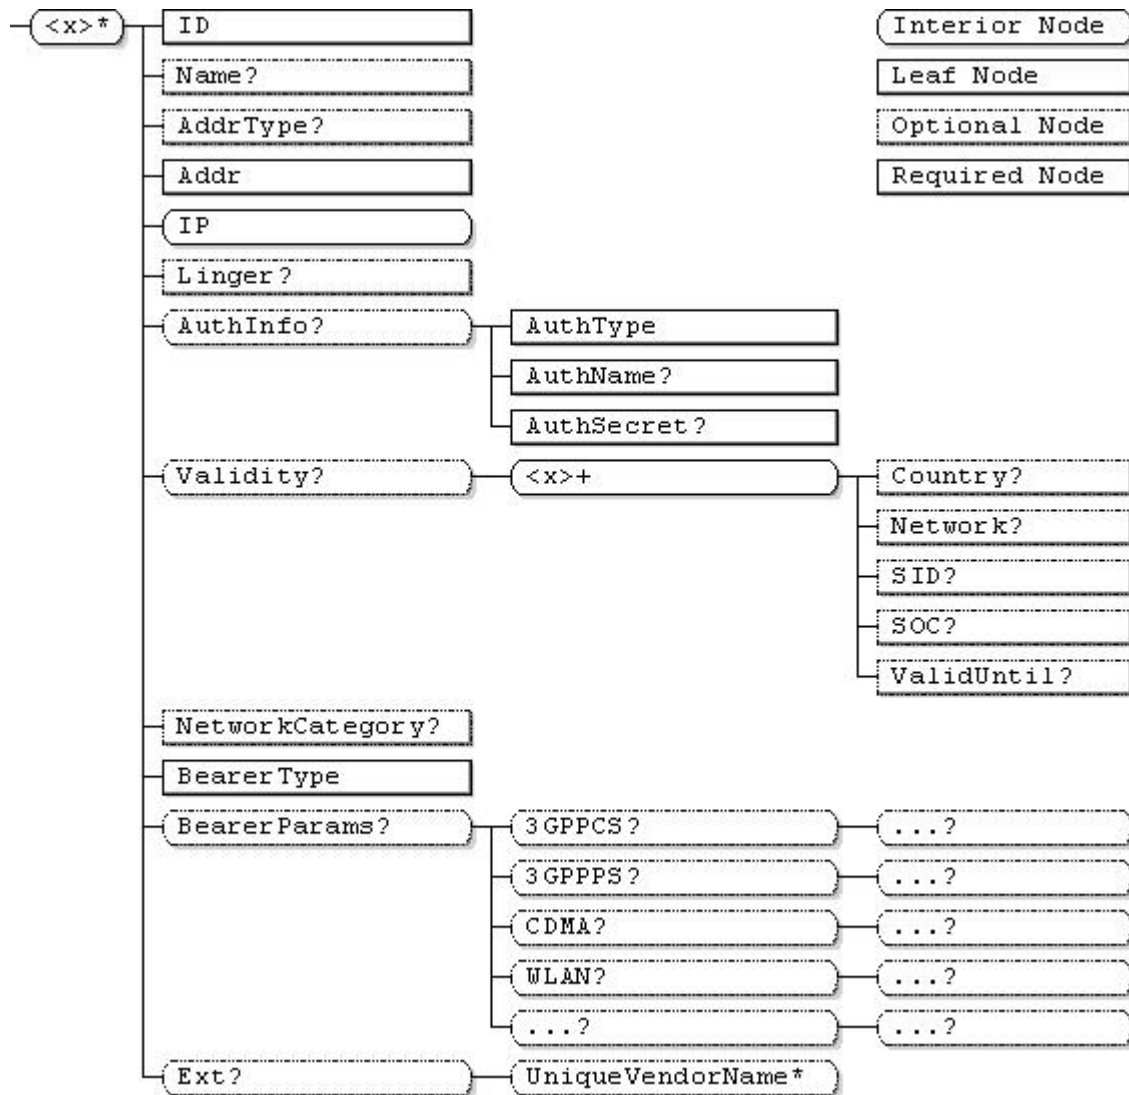 <x>* ID Interior Node
Name? Leaf Node
AddrType? Optional Node
Addr Required Node
IP
Linger?
AuthInfo? AuthType
AuthName?
AuthSecret?
Validity? <x>+ Country?
Network?
SID?
SOC?
ValidUntil?
NetworkCategory?
BearerType
BearerParams? 3GPPCS? ...?
3GPPPS? ...?
CDMA? ...?
WLAN? ...?
...? ...?
Ext? UniqueVendorName*